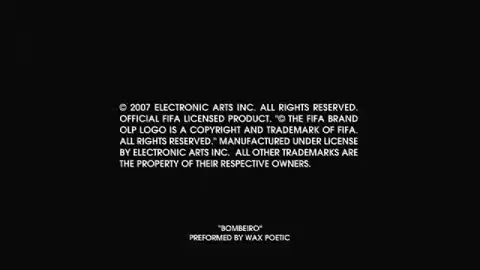 © 2007 ELECTRONIC ARTS INC. ALL RIGHTS RESERVED.
OFFICIAL FIFA LICENSED PRODUCT. "© THE FIFA BRAND
OLP LOGO IS A COPYRIGHT AND TRADEMARK OF FIFA.
ALL RIGHTS RESERVED." MANUFACTURED UNDER LICENSE
BY ELECTRONIC ARTS INC. ALL OTHER TRADEMARKS ARE
THE PROPERTY OF THEIR RESPECTIVE OWNERS.
"BOMBEIRO"
PREFORMED BY WAX POETIC